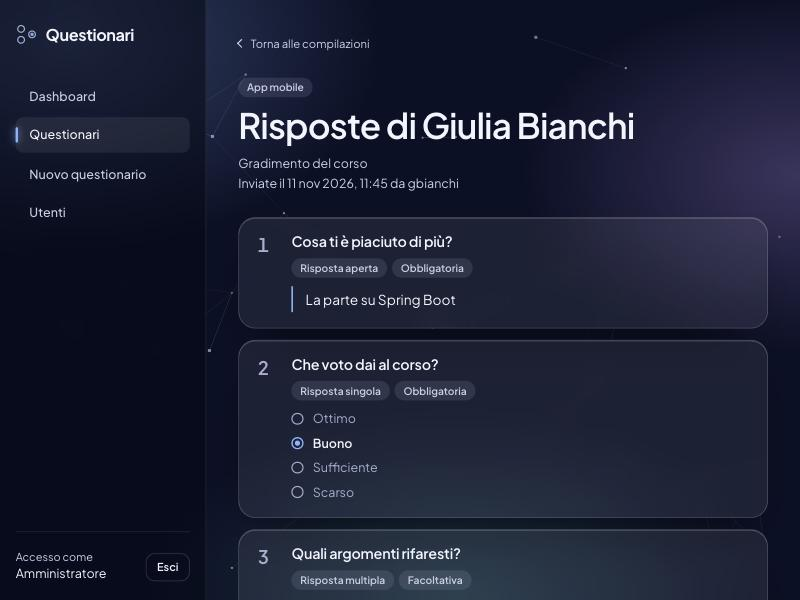 Questionari
Dashboard
Questionari
Nuovo questionario
Utenti
Accesso come
Amministratore
Esci
Torna alle compilazioni
App mobile
Risposte di Giulia Bianchi
Gradimento del corso
Inviate il 11 nov 2026, 11:45 da gbianchi
1
Cosa ti è piaciuto di più?
Risposta aperta Obbligatoria
La parte su Spring Boot
2
Che voto dai al corso?
Risposta singola Obbligatoria
Ottimo
Buono
Sufficiente
Scarso
3
Quali argomenti rifaresti?
Risposta multipla Facoltativa